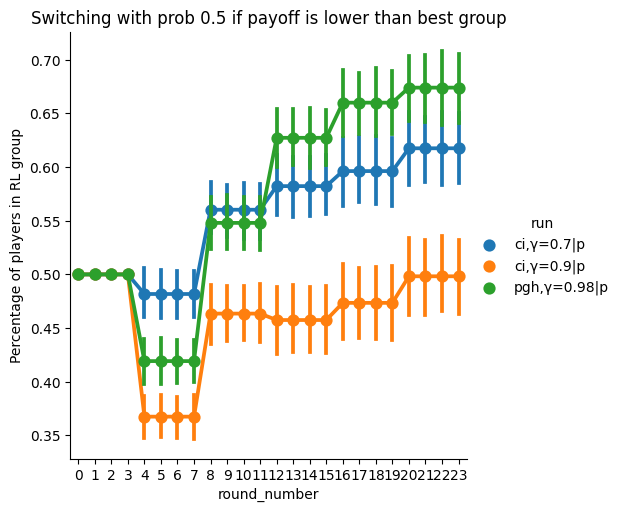 Switching with prob 0.5 if payoff is lower than best group
Percentage of players in RL group
0.70
0.65
0.60
0.55
0.50
0.45
0.40
0.35
0 1 2 3 4 5 6 7 8 9 10 11 12 13 14 15 16 17 18 19 20 21 22 23
round_number
run
ci,γ=0.7|p
ci,γ=0.9|p
pgh,γ=0.98|p